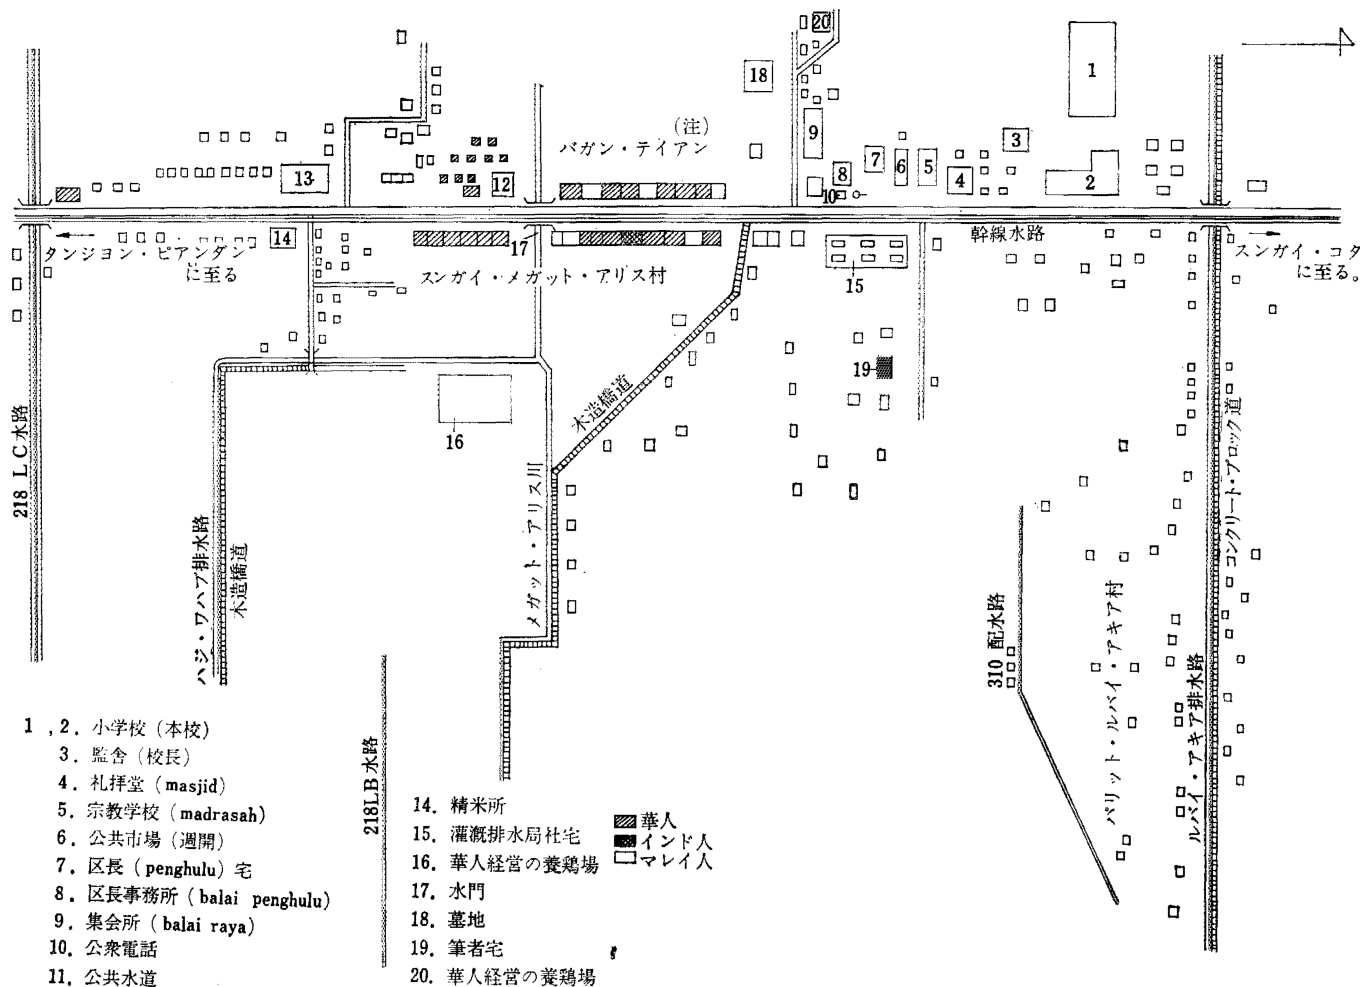 20
18
1
(注)
バガン・テイアン
9
3
13
12
10
8
7
6
5
4
2
14
17
幹線水路
タンジョン・ピアンダン
に至る
スンガイ・メガット・アリス村
15
スンガイ・コタ
に至る。
19
16
木造橋道
218 LC水路
ハジ・ワハブ排水路
木造橋道
メガット・アリス川
218LB水路
310 配水路
パリット・ルバイ・アキア村
ルバイ・アキア排水路
コンクリート・ブロック道
1,2. 小学校(本校)
3. 監舎(校長)
4. 礼拝堂(masjid)
5. 宗教学校(madrasah)
6. 公共市場(週開)
7. 区長(penghulu)宅
8. 区長事務所(balai penghulu)
9. 集会所(balai raya)
10. 公衆電話
11. 公共水道
14. 精米所
15. 灌漑排水局社宅
16. 華人経営の養鶏場
17. 水門
18. 墓地
19. 筆者宅
20. 華人経営の養鶏場
華人
インド人
マレイ人